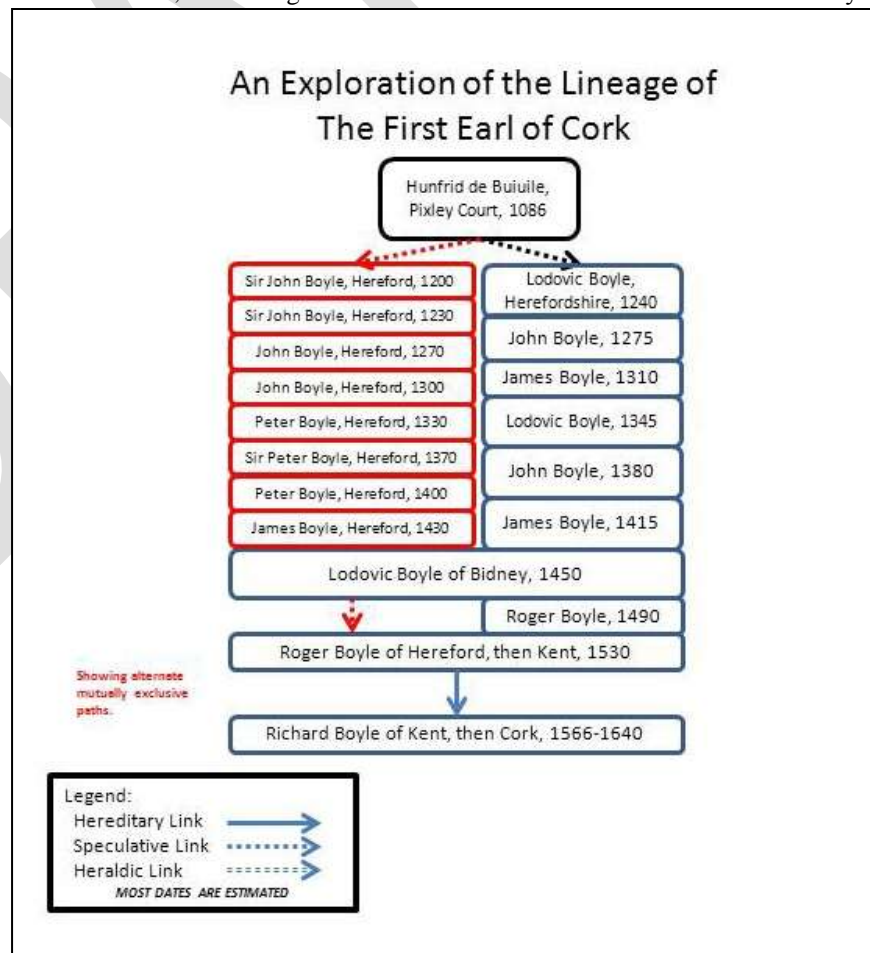 An Exploration of the Lineage of
The First Earl of Cork
Hunfrid de Buiuile,
Pixley Court, 1086
Sir John Boyle, Hereford, 1200
Sir John Boyle, Hereford, 1230
John Boyle, Hereford, 1270
John Boyle, Hereford, 1300
Peter Boyle, Hereford, 1330
Sir Peter Boyle, Hereford, 1370
Peter Boyle, Hereford, 1400
James Boyle, Hereford, 1430
Lodovic Boyle,
Herefordshire, 1240
John Boyle, 1275
James Boyle, 1310
Lodovic Boyle, 1345
John Boyle, 1380
James Boyle, 1415
Lodovic Boyle of Bidney, 1450
Roger Boyle, 1490
Roger Boyle of Hereford, then Kent, 1530
Showing alternate
mutually exclusive
paths.
Richard Boyle of Kent, then Cork, 1566-1640
Legend:
Hereditary Link
Speculative Link
Heraldic Link
MOST DATES ARE ESTIMATED